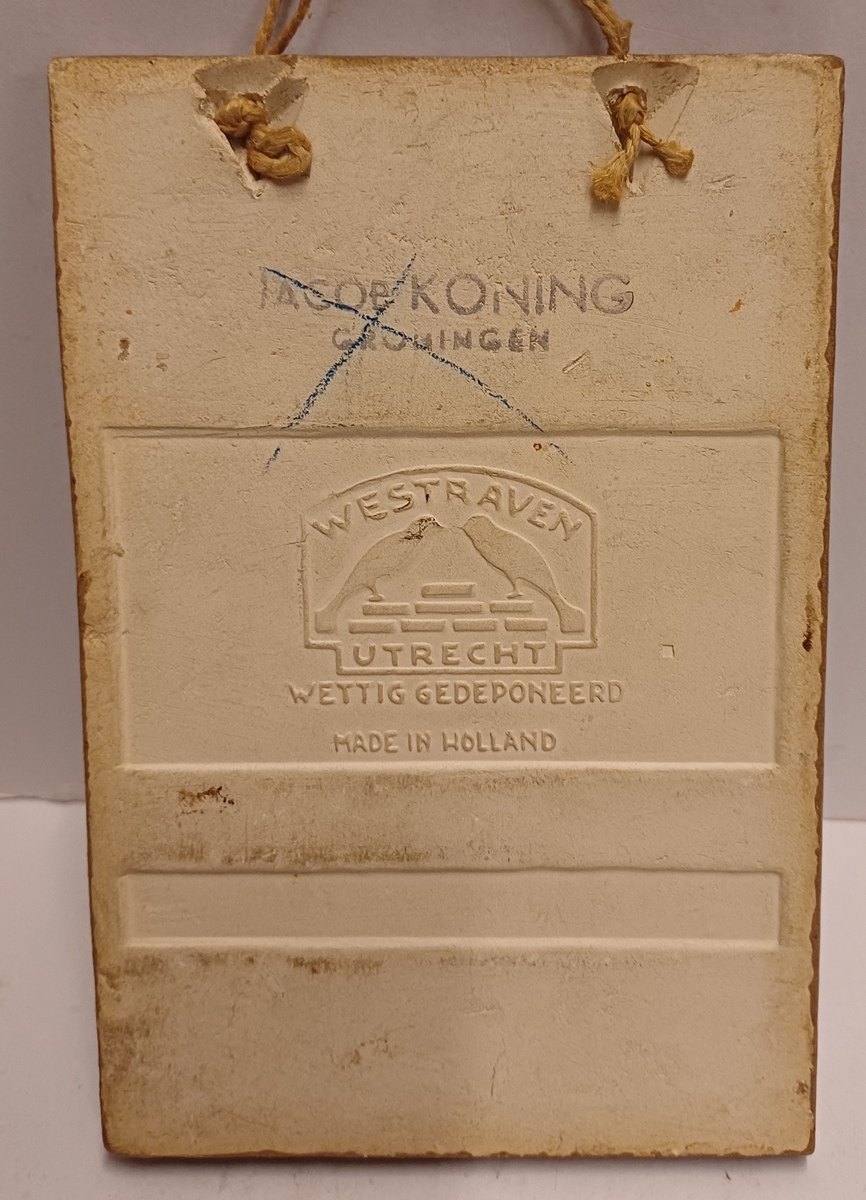 JACOB KONING
GRONINGEN
WESTRAVEN
UTRECHT
WETTIG GEDEPONEERD
MADE IN HOLLAND